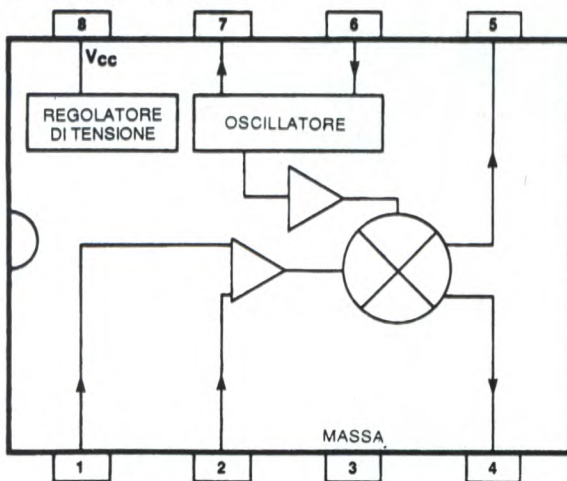 8 7 6 5
Vcc
REGOLATORE
DI TENSIONE
OSCILLATORE
MASSA
1 2 3 4